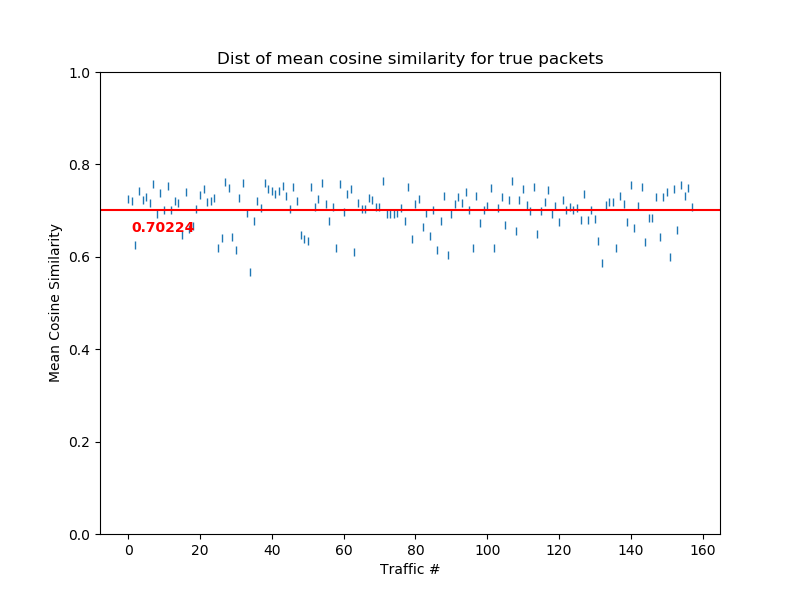 Dist of mean cosine similarity for true packets
1.0
0.8
0.6
0.4
0.2
0.0
Mean Cosine Similarity
0.70224
0 20 40 60 80 100 120 140 160
Traffic #